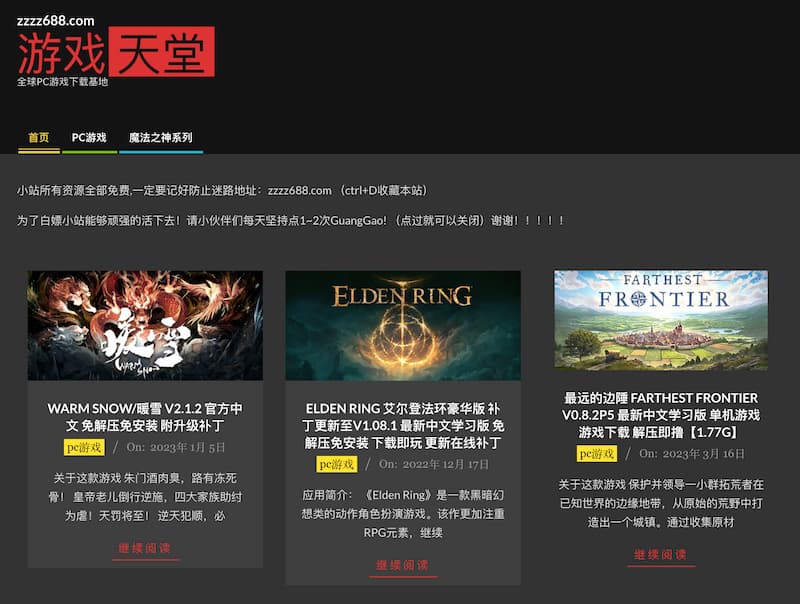 zzzz688.com
游戏 天堂
全球PC游戏下载基地
首页 PC游戏 魔法之神系列
小站所有资源全部免费,一定要记好防止迷路地址：zzzz688.com （ctrl+D收藏本站）
为了白嫖小站能够顽强的活下去！请小伙伴们每天坚持点1~2次GuangGao!（点过就可以关闭）谢谢！！！！！
暖雪
WARM SNOW
WARM SNOW/暖雪 V2.1.2 官方中
文 免解压免安装 附升级补丁
pc游戏 / On: 2023年1月5日
关于这款游戏 朱门酒肉臭，路有冻死
骨！ 皇帝老儿倒行逆施，四大家族助纣
为虐！天罚将至！ 逆天犯顺，必
继续阅读
ELDEN RING
ELDEN RING 艾尔登法环豪华版 补
丁更新至V1.08.1 最新中文学习版 免
解压免安装 下载即玩 更新在线补丁
pc游戏 / On: 2022年12月17日
应用简介： 《Elden Ring》是一款黑暗幻
想类的动作角色扮演游戏。该作更加注重
RPG元素，继续
继续阅读
FARTHEST
FRONTIER
最远的边陲 FARTHEST FRONTIER
V0.8.2P5 最新中文学习版 单机游戏
游戏下载 解压即撸【1.77G】
pc游戏 / On: 2023年3月16日
关于这款游戏 保护并领导一小群拓荒者在
已知世界的边缘地带，从原始的荒野中打
造出一个城镇。通过收集原材
继续阅读